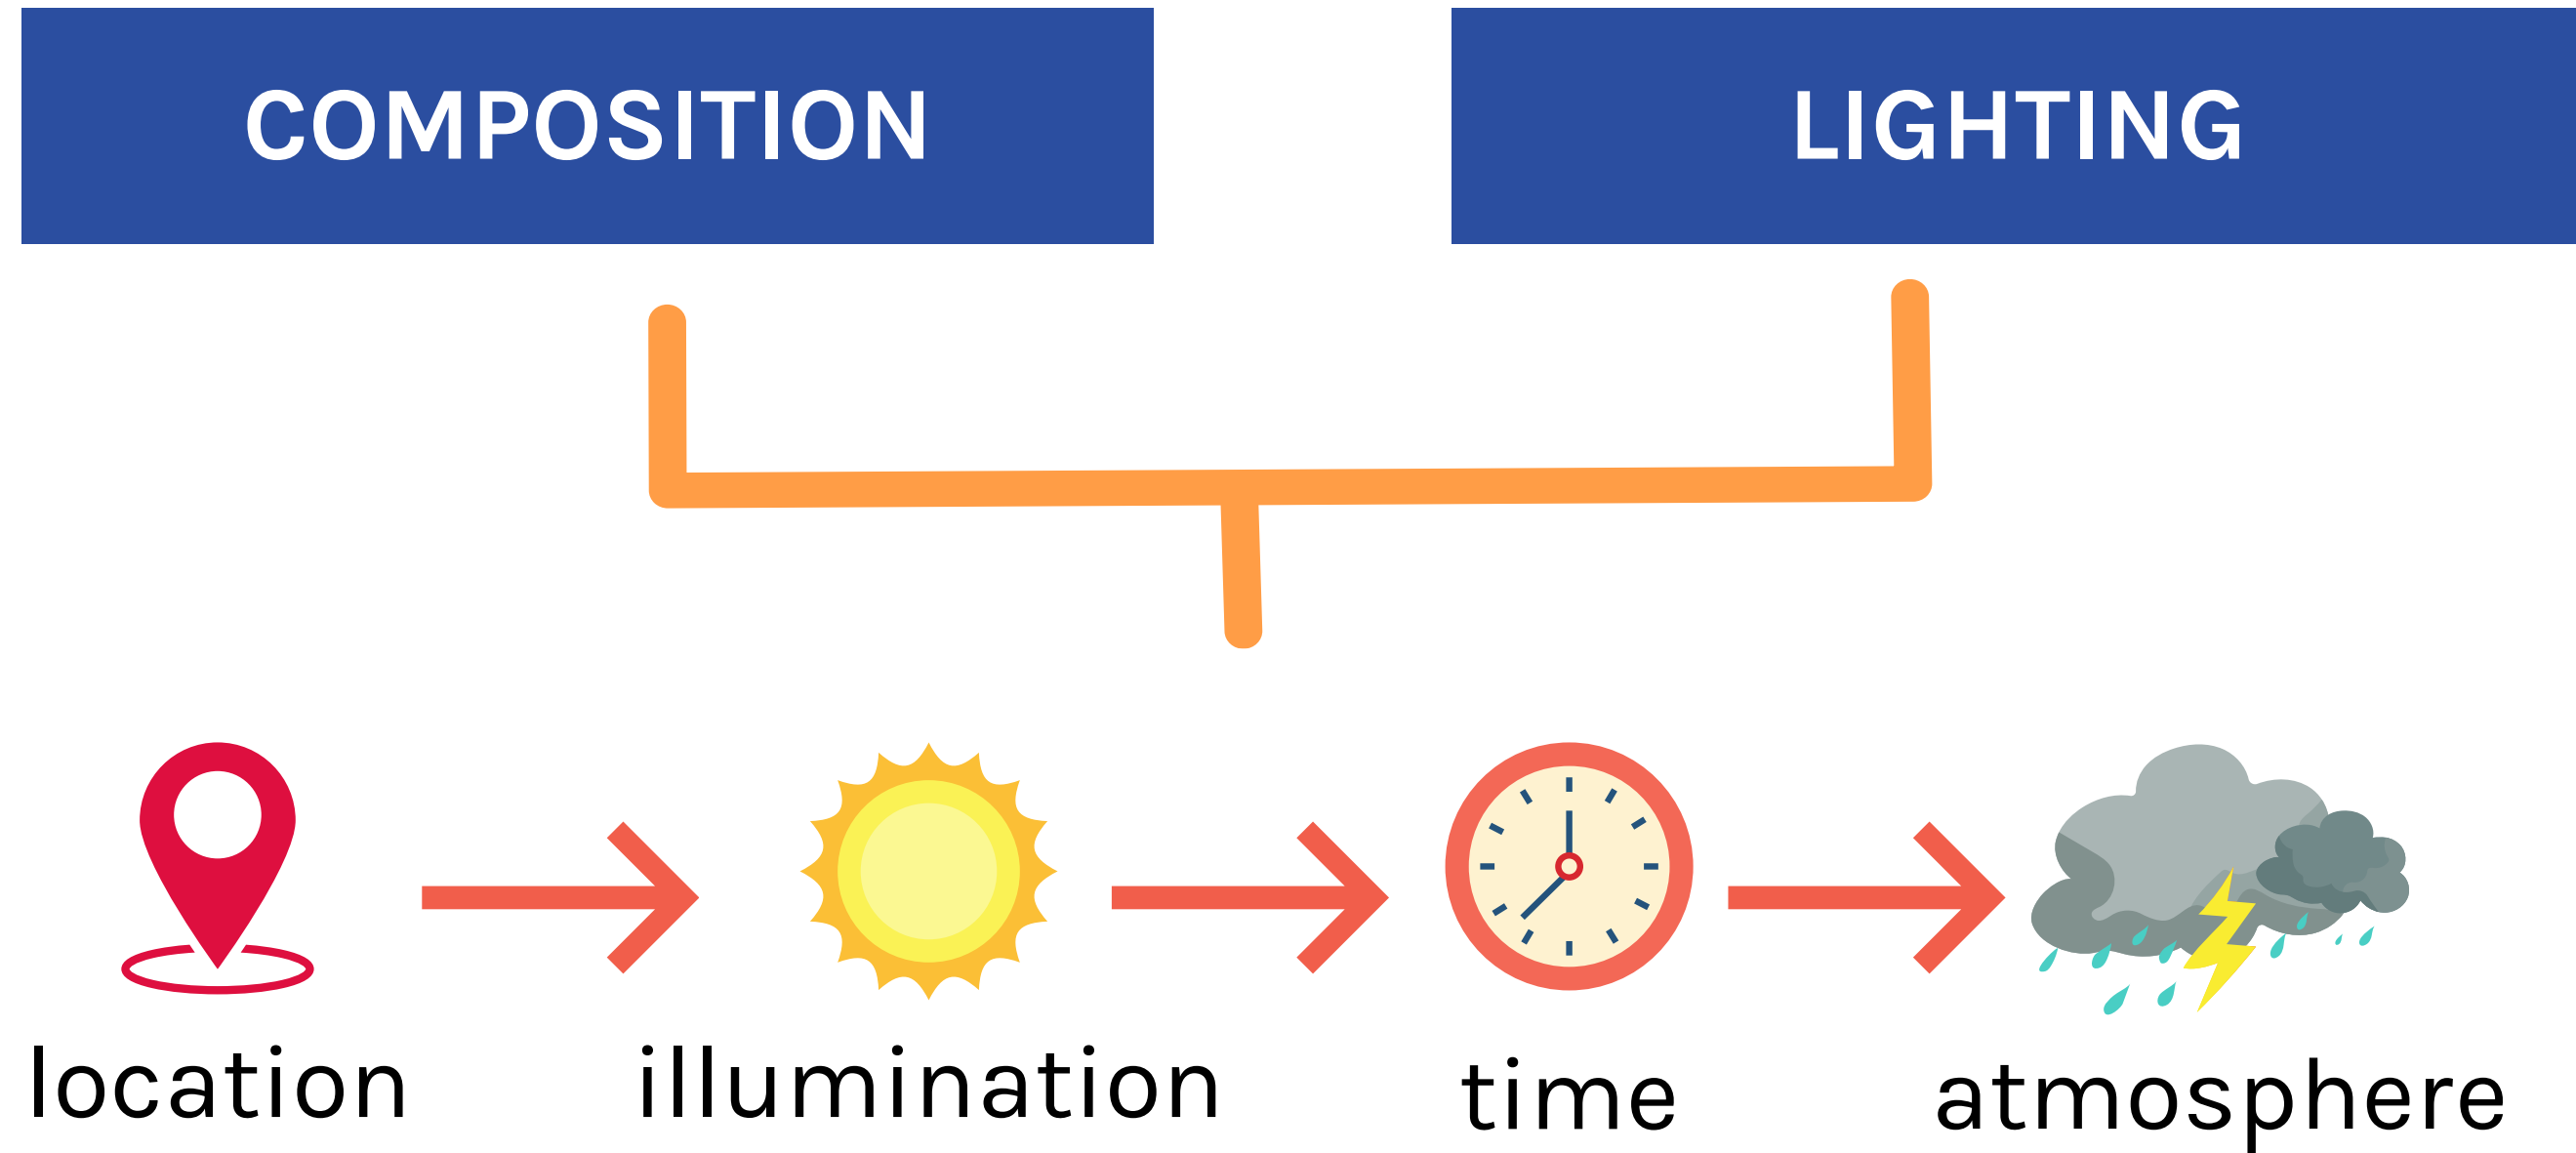 COMPOSITION
LIGHTING
location
illumination
time
atmosphere